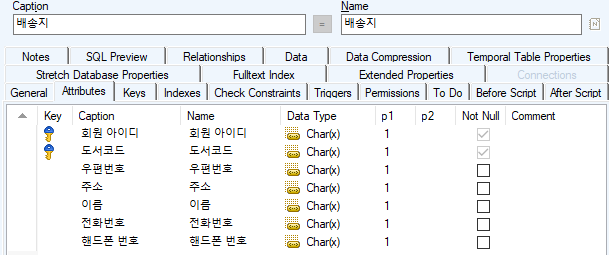 Caption Name
배송지 = 배송지 N
Notes SQL Preview Relationships Data Data Compression Temporal Table Properties
Stretch Database Properties Fulltext Index Extended Properties Connections
General Attributes Keys Indexes Check Constraints Triggers Permissions To Do Before Script After Script
Key Caption Name Data Type p1 p2 Not Null Comment
회원 아이디 회원 아이디 Char(x) 1
도서코드 도서코드 Char(x) 1
우편번호 우편번호 Char(x) 1
주소 주소 Char(x) 1
이름 이름 Char(x) 1
전화번호 전화번호 Char(x) 1
핸드폰 번호 핸드폰 번호 Char(x) 1